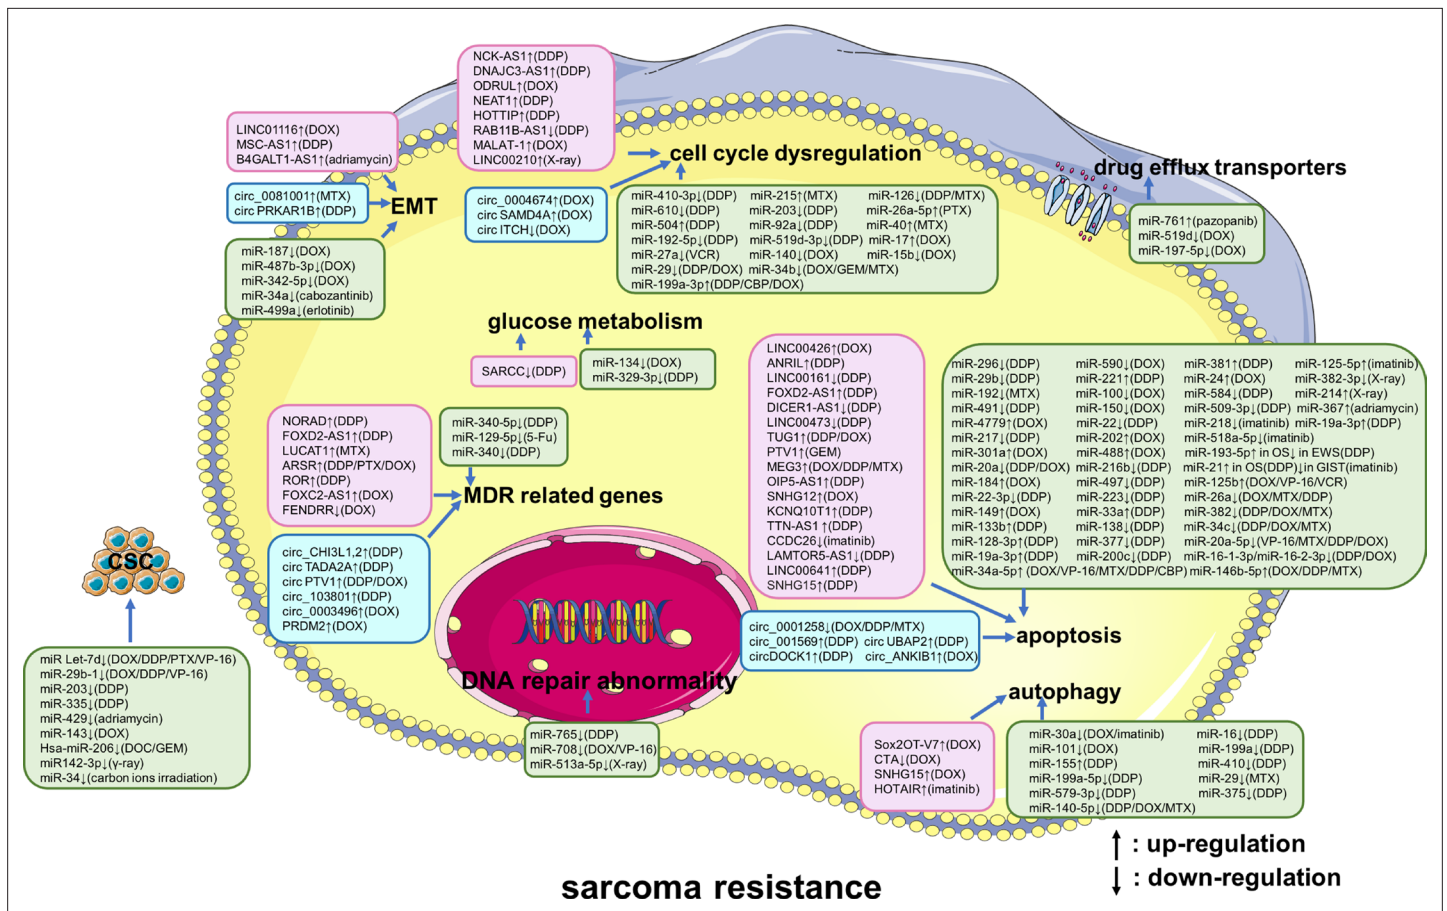 NCK-AS1↑(DDP)
DNAJC3-AS1↑(DDP)
ODRUL↑(DOX)
NEAT1↑(DDP)
HOTTIP↑(DDP)
RAB11B-AS1↓(DDP)
MALAT-1↑(DOX)
LINC00210↑(X-ray)
LINC01116↑(DOX)
MSC-AS1↑(DDP)
B4GALT1-AS1↑(adriamycin)
circ_0081001↑(MTX)
circ PRKAR1B↑(DDP)
EMT
miR-187↓(DOX)
miR-487b-3p↓(DOX)
miR-342-5p↓(DOX)
miR-34a↓(cabozantinib)
miR-499a↓(erlotinib)
cell cycle dysregulation
circ_0004674↑(DOX)
circ SAMD4A↑(DOX)
circ ITCH↓(DOX)
miR-410-3p↓(DDP) miR-215↑(MTX) miR-126↓(DDP/MTX)
miR-610↓(DDP) miR-203↓(DDP) miR-26a-5p↑(PTX)
miR-504↑(DDP) miR-92a↓(DDP) miR-40↑(MTX)
miR-192-5p↓(DDP) miR-519d-3p↓(DDP) miR-17↑(DOX)
miR-27a↓(VCR) miR-140↓(DOX) miR-15b↓(DOX)
miR-29↓(DDP/DOX) miR-34b↓(DOX/GEM/MTX)
miR-199a-3p↑(DDP/CBP/DOX)
drug efflux transporters
miR-761↑(pazopanib)
miR-519d↓(DOX)
miR-197-5p↓(DOX)
glucose metabolism
SARCC↓(DDP)
miR-134↓(DOX)
miR-329-3p↓(DDP)
NORAD↑(DDP)
FOXD2-AS1↑(DDP)
LUCAT1↑(MTX)
ARSR↑(DDP/PTX/DOX)
ROR↑(DDP)
FOXC2-AS1↑(DOX)
FENDRR↓(DOX)
miR-340-5p↓(DDP)
miR-129-5p↓(5-Fu)
miR-340↓(DDP)
MDR related genes
circ_CHI3L1,2↑(DDP)
circ TADA2A↑(DDP)
circ PTV1↑(DDP/DOX)
circ_103801↑(DDP)
circ_0003496↑(DOX)
PRDM2↑(DOX)
LINC00426↑(DOX)
ANRIL↑(DDP)
LINC00161↓(DDP)
FOXD2-AS1↑(DDP)
DICER1-AS1↓(DDP)
LINC00473↓(DDP)
TUG1↑(DDP/DOX)
PTV1↑(GEM)
MEG3↑(DOX/DDP/MTX)
OIP5-AS1↑(DDP)
SNHG12↑(DOX)
KCNQ10T1↑(DDP)
TTN-AS1 ↑(DDP)
CCDC26↓(imatinib)
LAMTOR5-AS1↓(DDP)
LINC00641↑(DDP)
SNHG15↑(DDP)
miR-296↓(DDP) miR-590↓(DOX) miR-381↑(DDP) miR-125-5p↑(imatinib)
miR-29b↓(DDP) miR-221↑(DDP) miR-24↑(DOX) miR-382-3p↓(X-ray)
miR-192↓(MTX) miR-100↓(DOX) miR-584↓(DDP) miR-214↑(X-ray)
miR-491↓(DDP) miR-150↓(DOX) miR-509-3p↓(DDP) miR-367↑(adriamycin)
miR-4779↑(DOX) miR-22↓(DDP) miR-218↓(imatinib) miR-19a-3p↑(DDP)
miR-217↓(DDP) miR-202↑(DOX) miR-518a-5p↓(imatinib)
miR-301a↑(DOX) miR-488↑(DOX) miR-193-5p↑ in OS↓ in EWS(DDP)
miR-20a↓(DDP/DOX) miR-216b↓(DDP) miR-21↑ in OS(DDP)↓in GIST(imatinib)
miR-184↑(DOX) miR-497↓(DDP) miR-125b↑(DOX/VP-16/VCR)
miR-22-3p↓(DDP) miR-223↓(DDP) miR-26a↓(DOX/MTX/DDP)
miR-149↑(DOX) miR-33a↑(DDP) miR-382↓(DDP/DOX/MTX)
miR-133b↑(DDP) miR-138↓(DDP) miR-34c↓(DDP/DOX/MTX)
miR-128-3p↑(DDP) miR-377↓(DDP) miR-20a-5p↓(VP-16/MTX/DDP/DOX)
miR-19a-3p↑(DDP) miR-200c↓(DDP) miR-16-1-3p/miR-16-2-3p↓(DDP/DOX)
miR-34a-5p↑ (DOX/VP-16/MTX/DDP/CBP) miR-146b-5p↑(DOX/DDP/MTX)
circ_0001258↓(DOX/DDP/MTX)
circ_001569↑(DDP) circ UBAP2↑(DDP)
circDOCK1↑(DDP) circ_ANKIB1↑(DOX)
apoptosis
CSC
miR Let-7d↓(DOX/DDP/PTX/VP-16)
miR-29b-1↓(DOX/DDP/VP-16)
miR-203↓(DDP)
miR-335↓(DDP)
miR-429↓(adriamycin)
miR-143↓(DOX)
Hsa-miR-206↓(DOC/GEM)
miR142-3p↓(γ-ray)
miR-34↓(carbon ions irradiation)
DNA repair abnormality
miR-765↓(DDP)
miR-708↓(DOX/VP-16)
miR-513a-5p↓(X-ray)
autophagy
Sox2OT-V7↑(DOX)
CTA↓(DOX)
SNHG15↑(DOX)
HOTAIR↑(imatinib)
miR-30a↓(DOX/imatinib) miR-16↓(DDP)
miR-101↓(DOX) miR-199a↓(DDP)
miR-155↑(DDP) miR-410↓(DDP)
miR-199a-5p↓(DDP) miR-29↓(MTX)
miR-579-3p↓(DDP) miR-375↓(DDP)
miR-140-5p↓(DDP/DOX/MTX)
↑ : up-regulation
↓ : down-regulation
sarcoma resistance